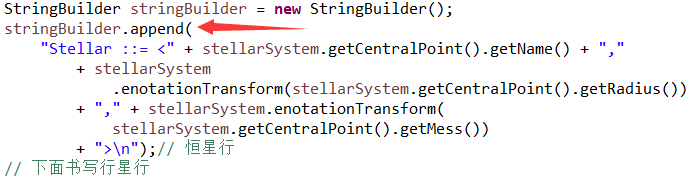 StringBuilder stringBuilder = new StringBuilder();
stringBuilder.append(
"Stellar ::= <" + stellarSystem.getCentralPoint().getName() + ","
+ stellarSystem
.enotationTransform(stellarSystem.getCentralPoint().getRadius())
+ "," + stellarSystem.enotationTransform(
stellarSystem.getCentralPoint().getMess())
+ ">\n");// 恒星行
// 下面书写行星行